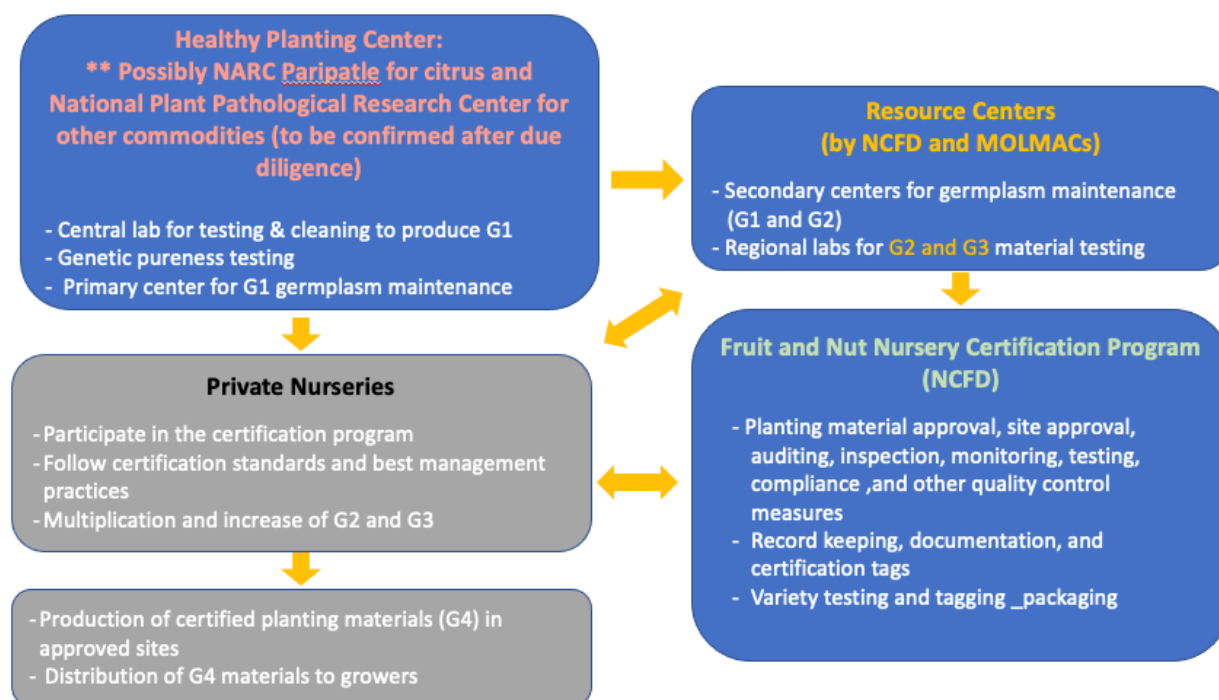 Healthy Planting Center:
** Possibly NARC Paripatle for citrus and
National Plant Pathological Research Center for
other commodities (to be confirmed after due
diligence)
- Central lab for testing & cleaning to produce G1
- Genetic pureness testing
- Primary center for G1 germplasm maintenance
Resource Centers
(by NCFD and MOLMACs)
- Secondary centers for germplasm maintenance
(G1 and G2)
- Regional labs for G2 and G3 material testing
Private Nurseries
- Participate in the certification program
- Follow certification standards and best management
practices
- Multiplication and increase of G2 and G3
Fruit and Nut Nursery Certification Program
(NCFD)
- Planting material approval, site approval,
auditing, inspection, monitoring, testing,
compliance ,and other quality control
measures
- Record keeping, documentation, and
certification tags
- Variety testing and tagging _packaging
- Production of certified planting materials (G4) in
approved sites
- Distribution of G4 materials to growers